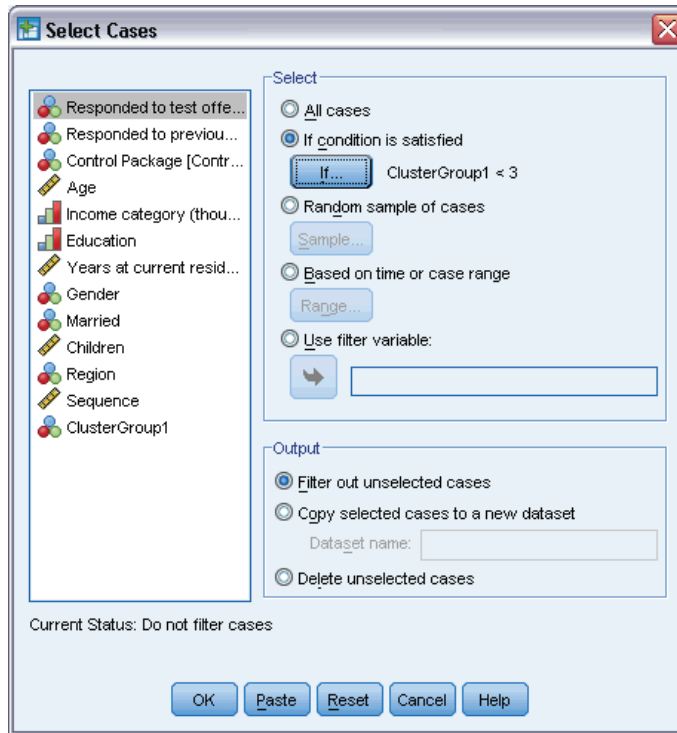 Select Cases
Responded to test offe...
Responded to previou...
Control Package [Contr...
Age
Income category (thou...
Education
Years at current resid...
Gender
Married
Children
Region
Sequence
ClusterGroup1
Select
All cases
If condition is satisfied
If... ClusterGroup1 < 3
Random sample of cases
Sample...
Based on time or case range
Range...
Use filter variable:
Output
Filter out unselected cases
Copy selected cases to a new dataset
Dataset name:
Delete unselected cases
Current Status: Do not filter cases
OK Paste Reset Cancel Help